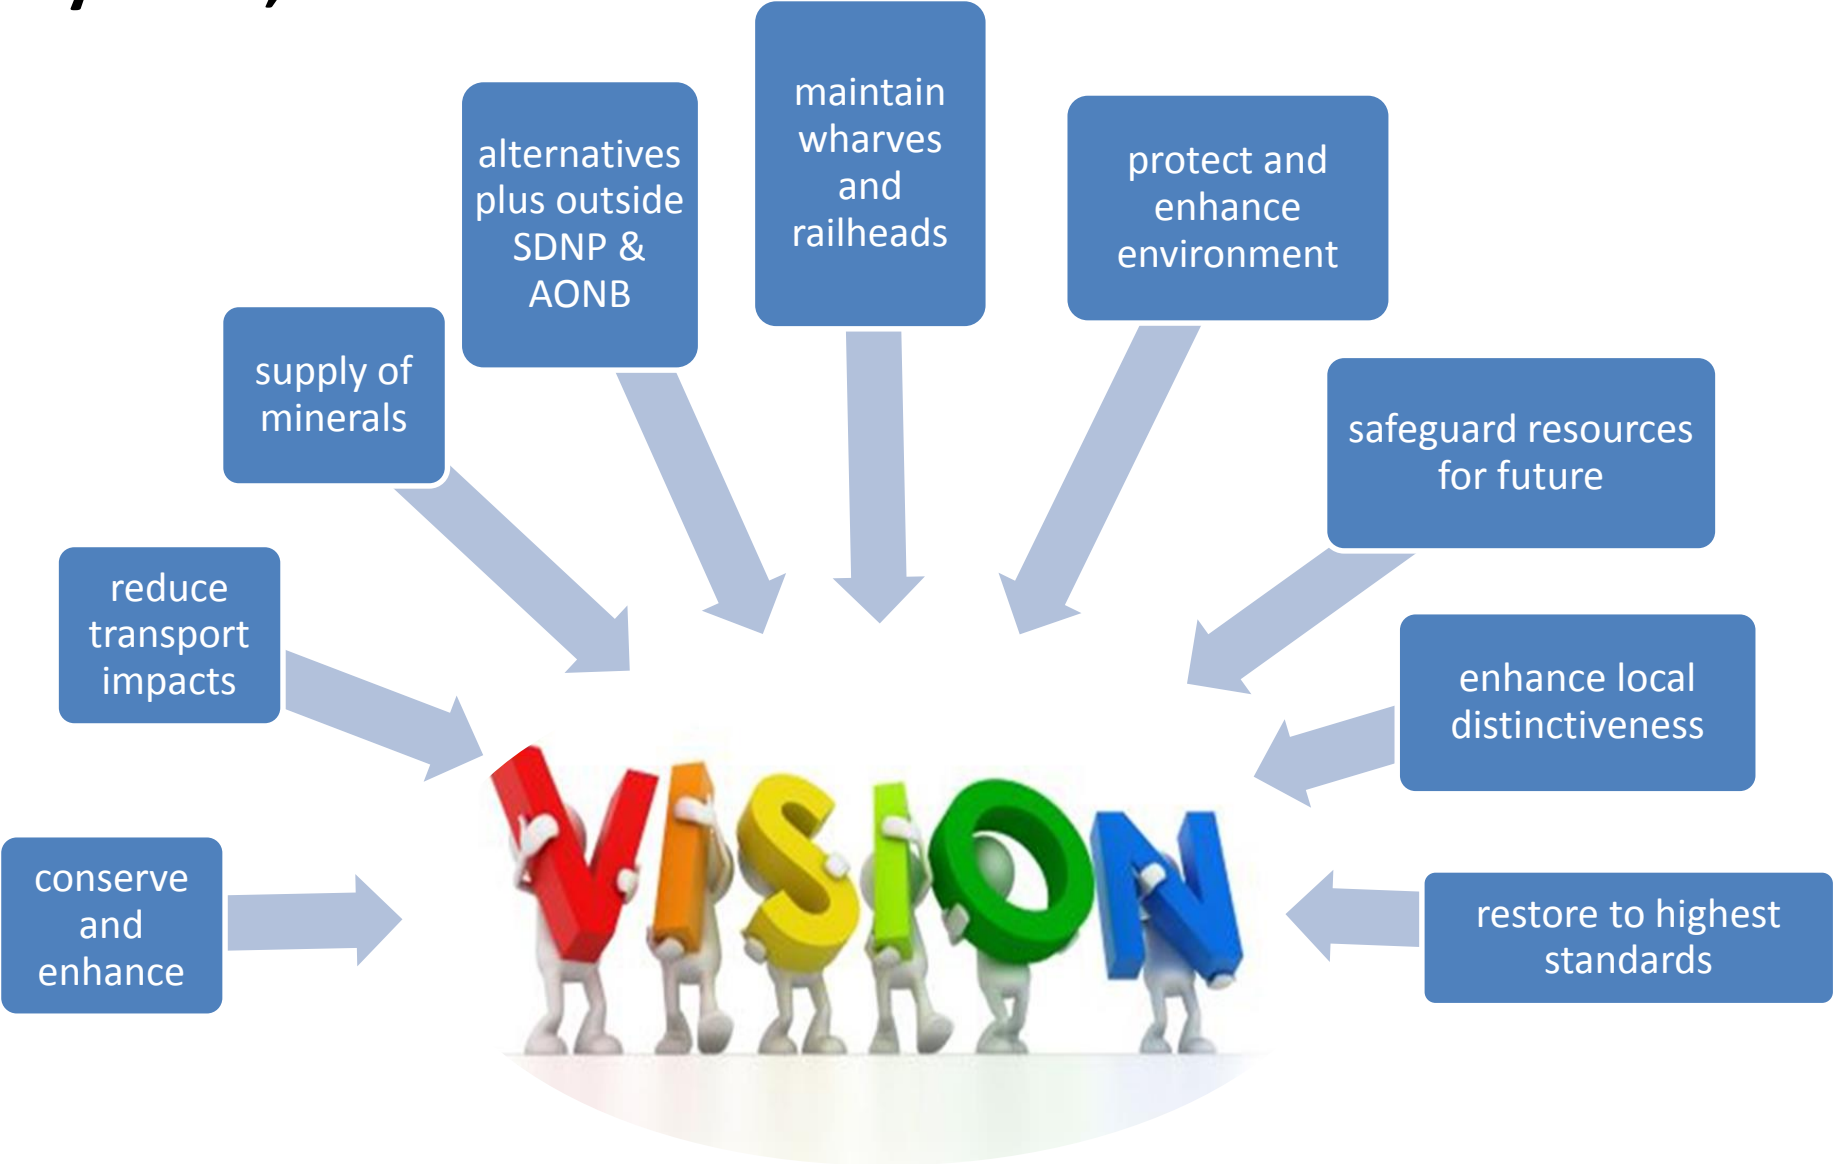 maintain
wharves
and
railheads
alternatives
plus outside
SDNP &
AONB
protect and
enhance
environment
supply of
minerals
safeguard resources
for future
reduce
transport
impacts
enhance local
distinctiveness
conserve
and
enhance
restore to highest
standards
VISION